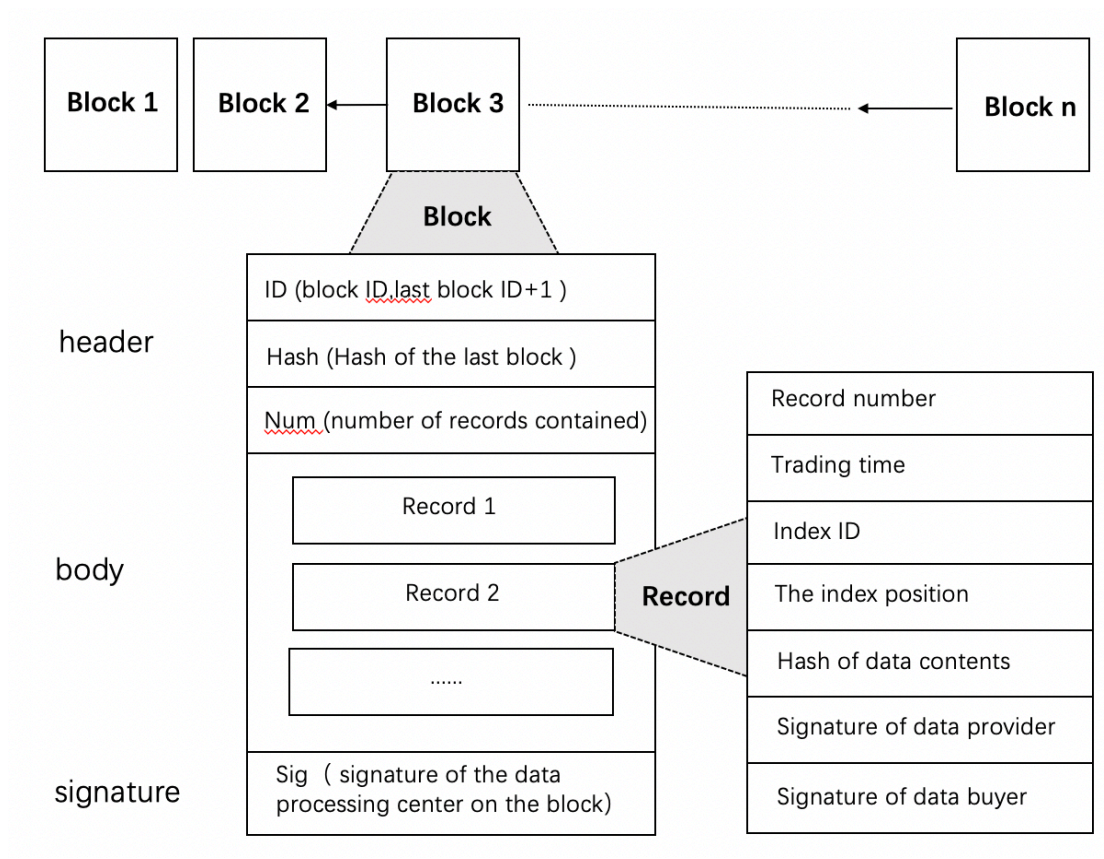 Block 1
Block 2
Block 3
Block n
Block
header
ID (block ID,last block ID+1 )
Hash (Hash of the last block )
Num (number of records contained)
body
Record 1
Record 2
......
Record
signature
Sig （ signature of the data
processing center on the block）
Record number
Trading time
Index ID
The index position
Hash of data contents
Signature of data provider
Signature of data buyer